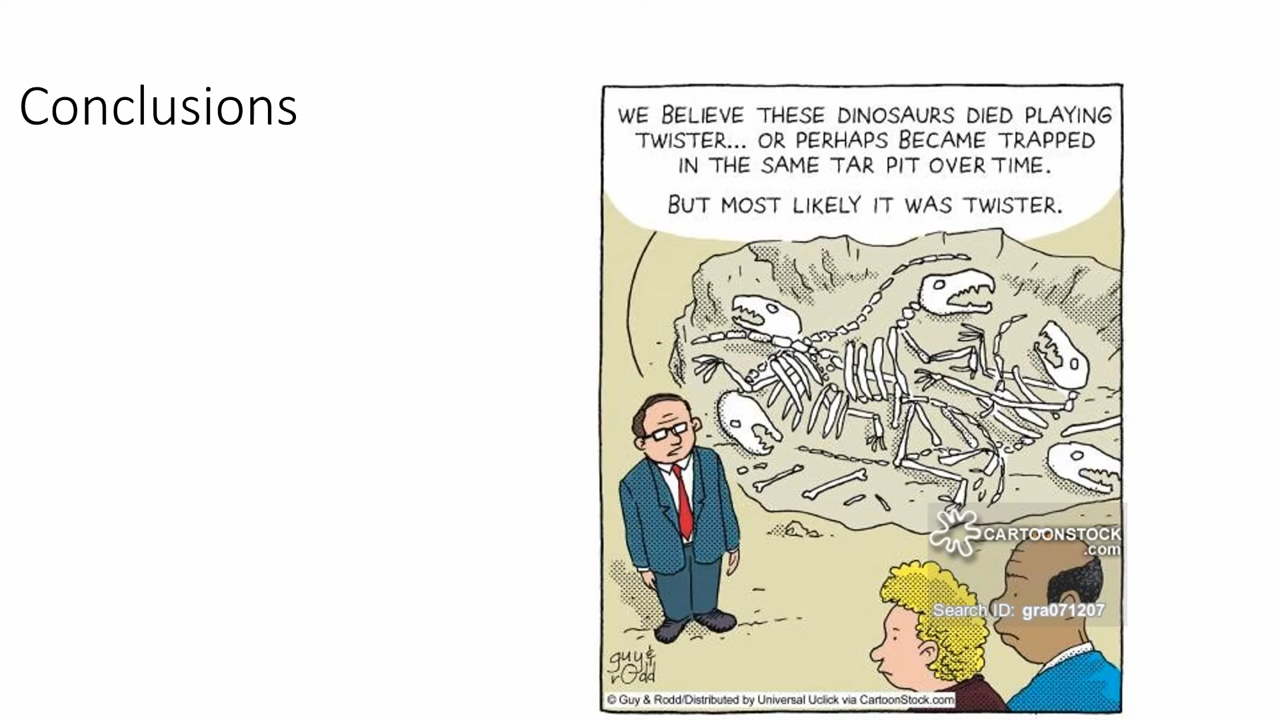 Conclusions
WE BELIEVE THESE DINOSAURS DIED PLAYING
TWISTER... OR PERHAPS BECAME TRAPPED
IN THE SAME TAR PIT OVER TIME.
BUT MOST LIKELY IT WAS TWISTER.
CARTOONSTOCK
.com
Search ID: gra071207
guy &
rodd
© Guy & Rodd/Distributed by Universal Uclick via CartoonStock.com